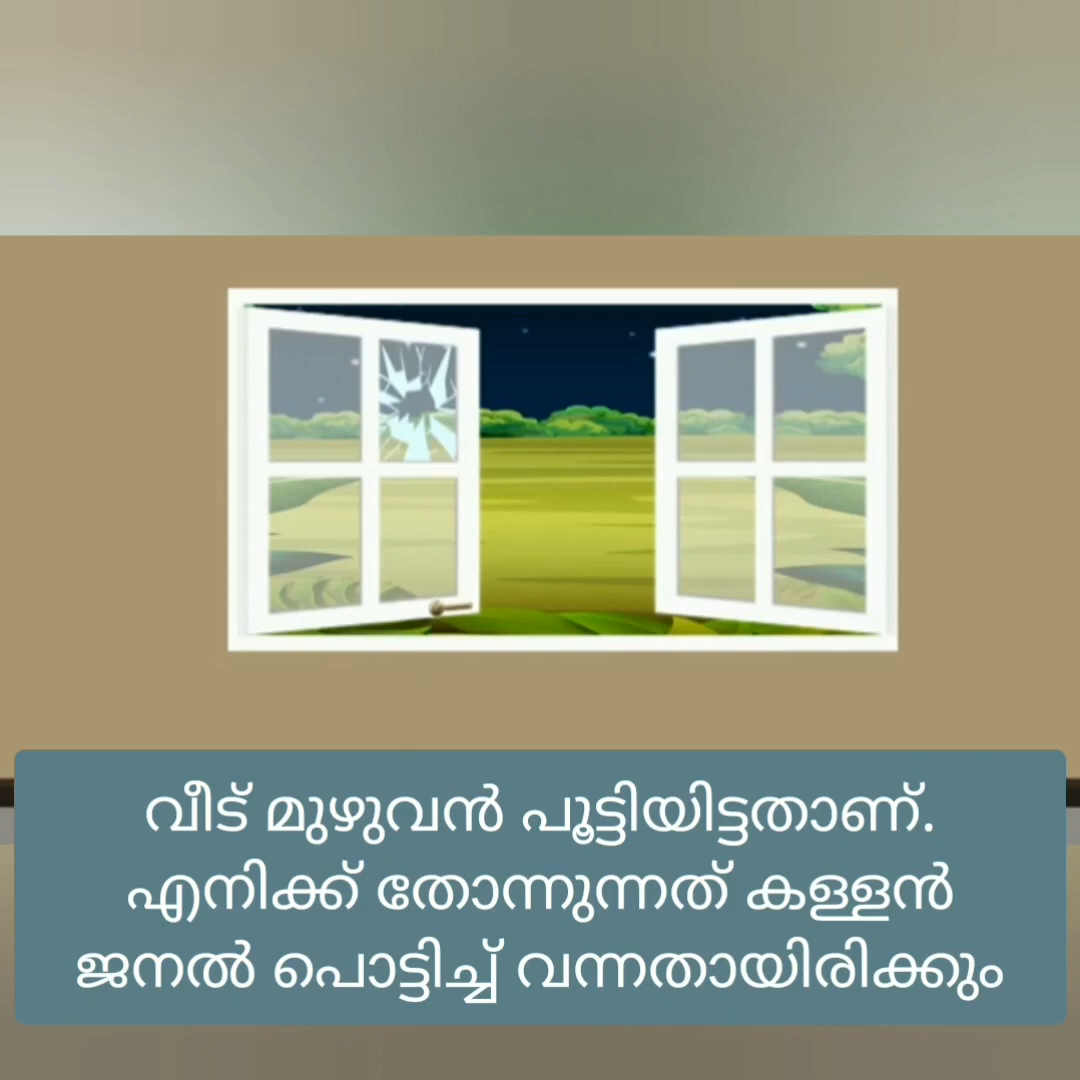 വീട് മുഴുവൻ പൂട്ടിയിട്ടതാണ്.
എനിക്ക് തോന്നുന്നത് കള്ളൻ
ജനൽ പൊട്ടിച്ച് വന്നതായിരിക്കും